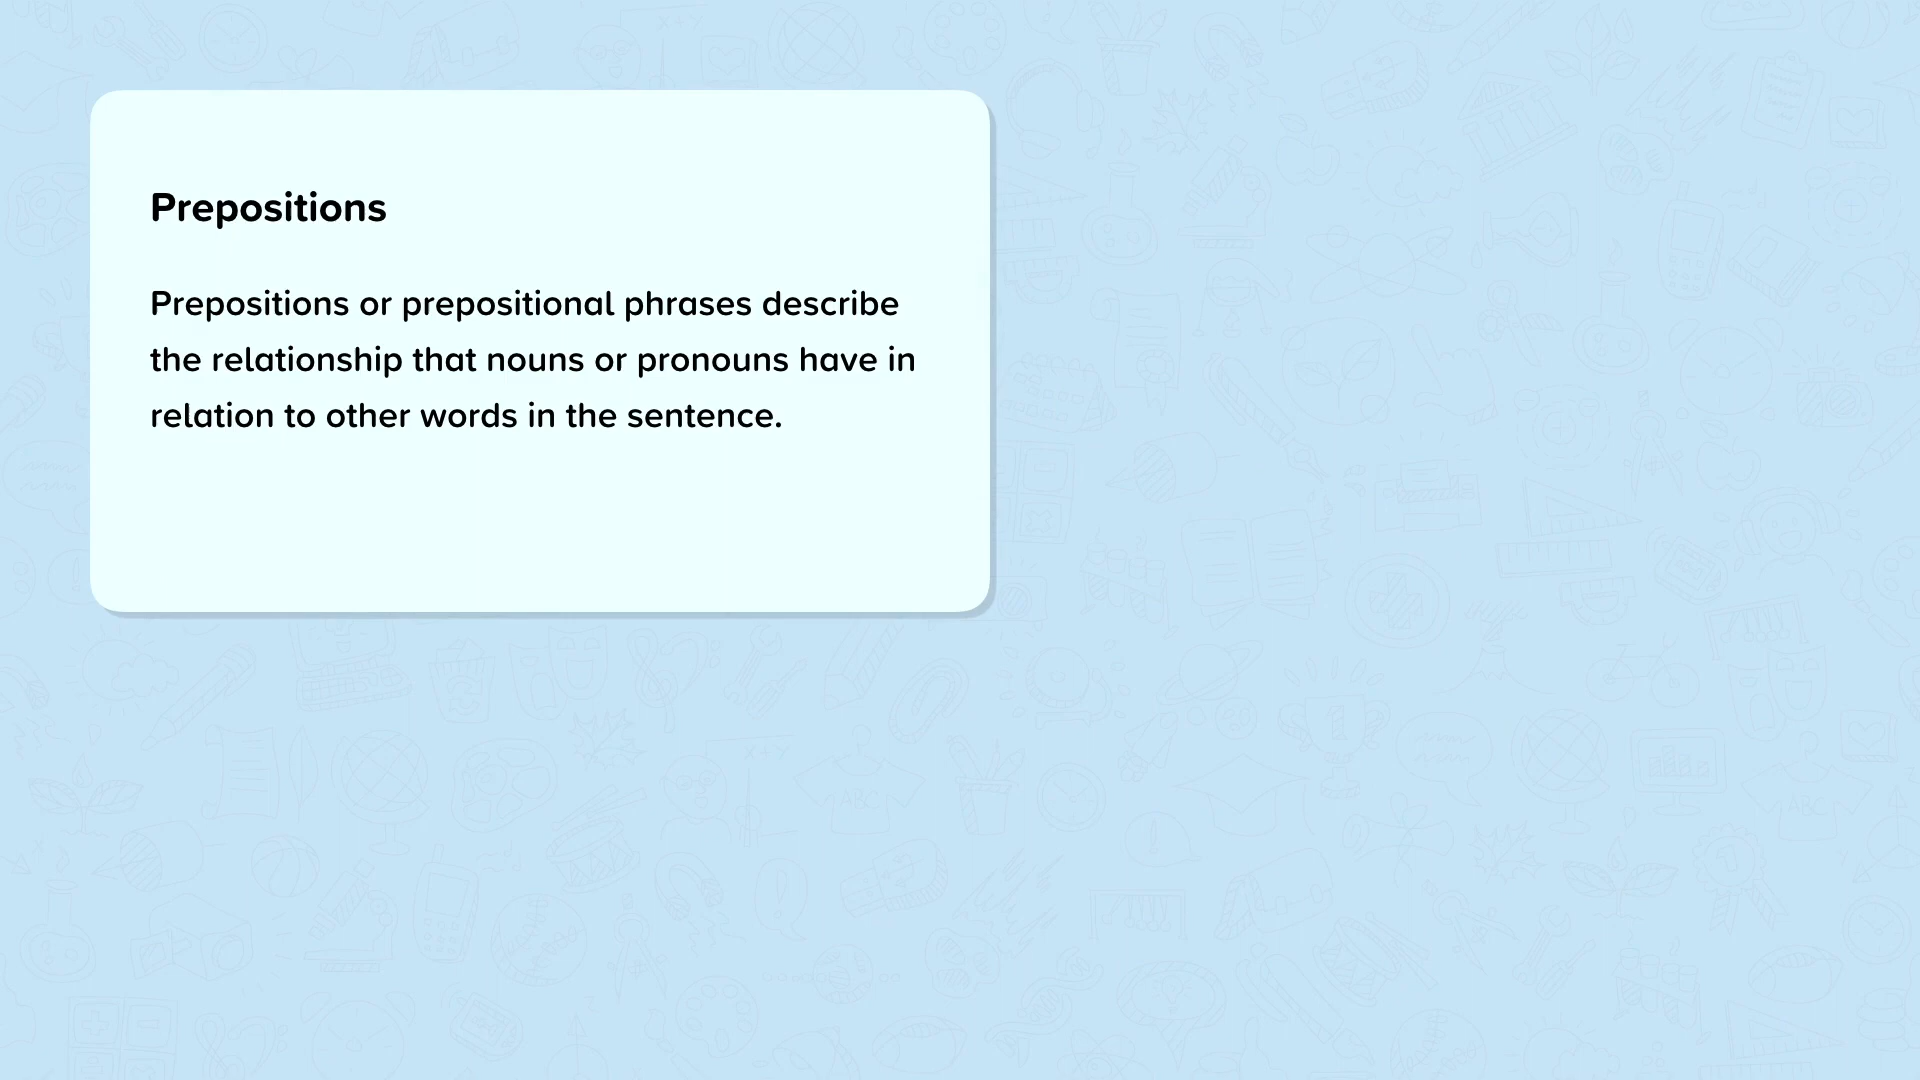 Prepositions
Prepositions or prepositional phrases describe
the relationship that nouns or pronouns have in
relation to other words in the sentence.